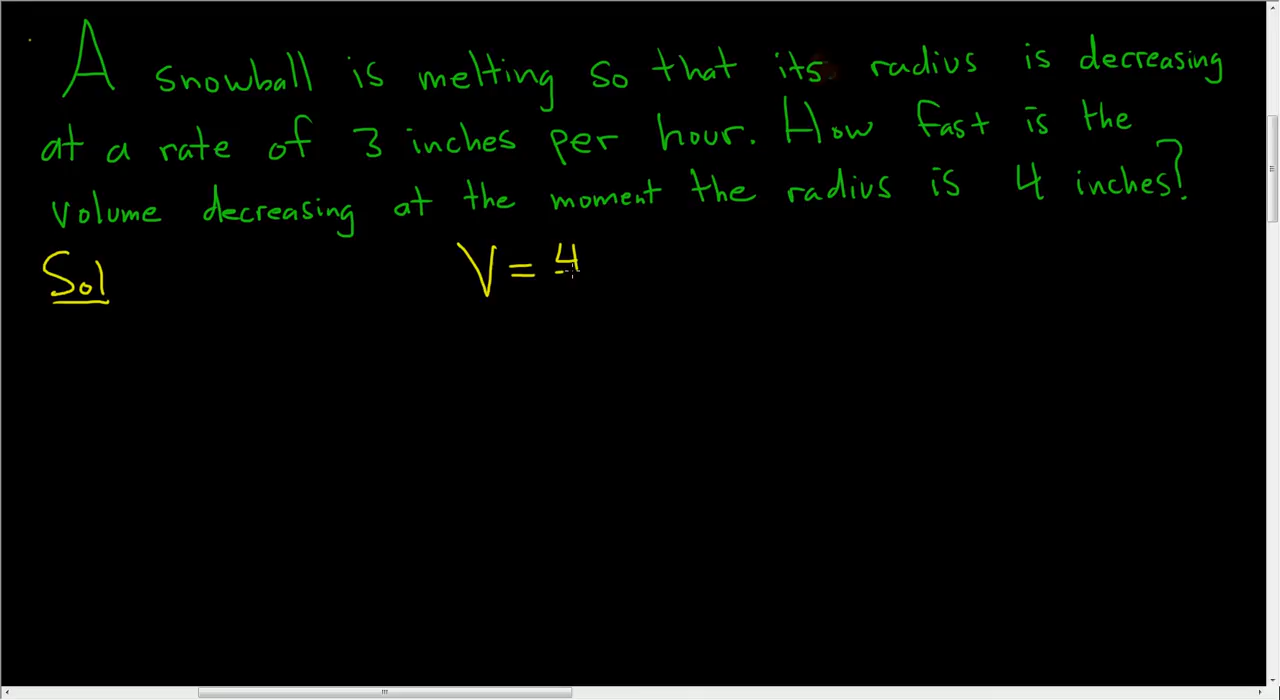 A snowball is melting so that its radius is decreasing
at a rate of 3 inches per hour. How fast is the
volume decreasing at the moment the radius is 4 inches?
Sol V = 4